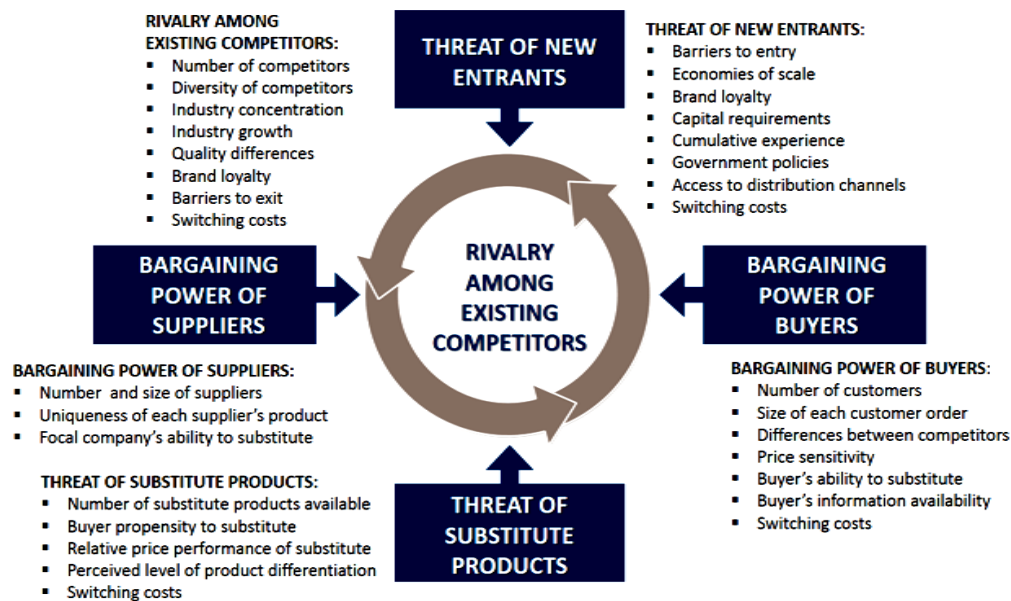 RIVALRY AMONG
EXISTING COMPETITORS:
▪ Number of competitors
▪ Diversity of competitors
▪ Industry concentration
▪ Industry growth
▪ Quality differences
▪ Brand loyalty
▪ Barriers to exit
▪ Switching costs
THREAT OF NEW
ENTRANTS
THREAT OF NEW ENTRANTS:
▪ Barriers to entry
▪ Economies of scale
▪ Brand loyalty
▪ Capital requirements
▪ Cumulative experience
▪ Government policies
▪ Access to distribution channels
▪ Switching costs
BARGAINING
POWER OF
SUPPLIERS
RIVALRY
AMONG
EXISTING
COMPETITORS
BARGAINING
POWER OF
BUYERS
BARGAINING POWER OF SUPPLIERS:
▪ Number and size of suppliers
▪ Uniqueness of each supplier's product
▪ Focal company's ability to substitute
BARGAINING POWER OF BUYERS:
▪ Number of customers
▪ Size of each customer order
▪ Differences between competitors
▪ Price sensitivity
▪ Buyer's ability to substitute
▪ Buyer's information availability
▪ Switching costs
THREAT OF SUBSTITUTE PRODUCTS:
▪ Number of substitute products available
▪ Buyer propensity to substitute
▪ Relative price performance of substitute
▪ Perceived level of product differentiation
▪ Switching costs
THREAT OF
SUBSTITUTE
PRODUCTS